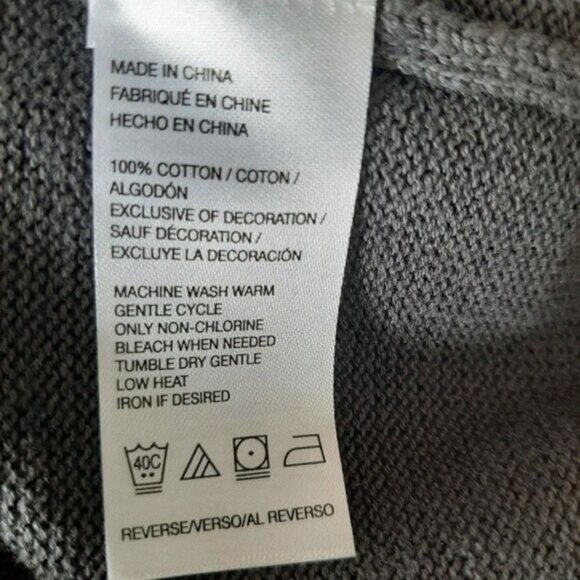 MADE IN CHINA
FABRIQUÉ EN CHINE
HECHO EN CHINA
100% COTTON / COTON /
ALGODÓN
EXCLUSIVE OF DECORATION /
SAUF DÉCORATION /
EXCLUYE LA DECORACIÓN
MACHINE WASH WARM
GENTLE CYCLE
ONLY NON-CHLORINE
BLEACH WHEN NEEDED
TUMBLE DRY GENTLE
LOW HEAT
IRON IF DESIRED
40C
REVERSE/VERSO/AL REVERSO